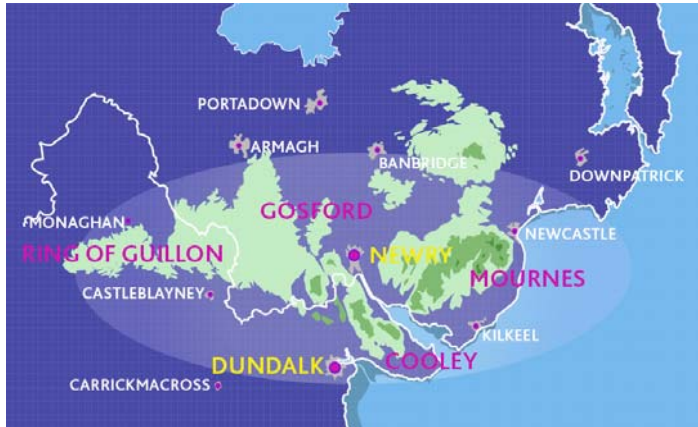 PORTADOWN
ARMAGH
BANBRIDGE
DOWNPATRICK
GOSFORD
MONAGHAN
NEWCASTLE
RING OF GUILLON
NEWRY
MOURNES
CASTLEBLAYNEY
KILKEEL
DUNDALK
COOLEY
CARRICKMACROSS